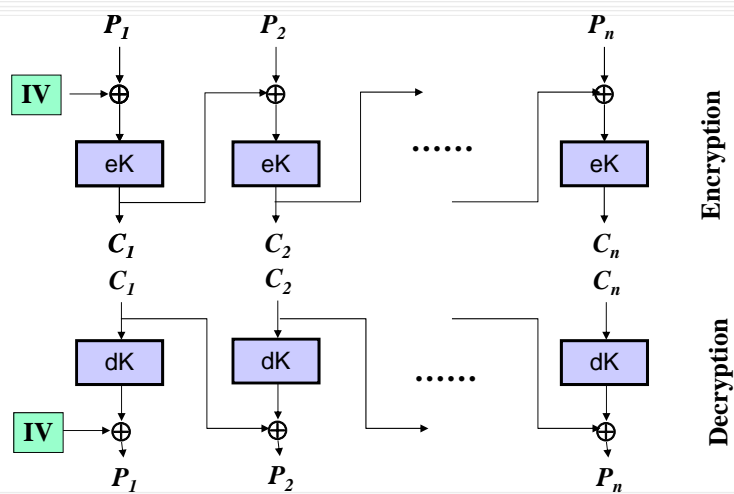 P1 P2 Pn
IV
eK eK ...... eK
Encryption
C1 C2 Cn
C1 C2 Cn
dK dK ...... dK
Decryption
IV
P1 P2 Pn